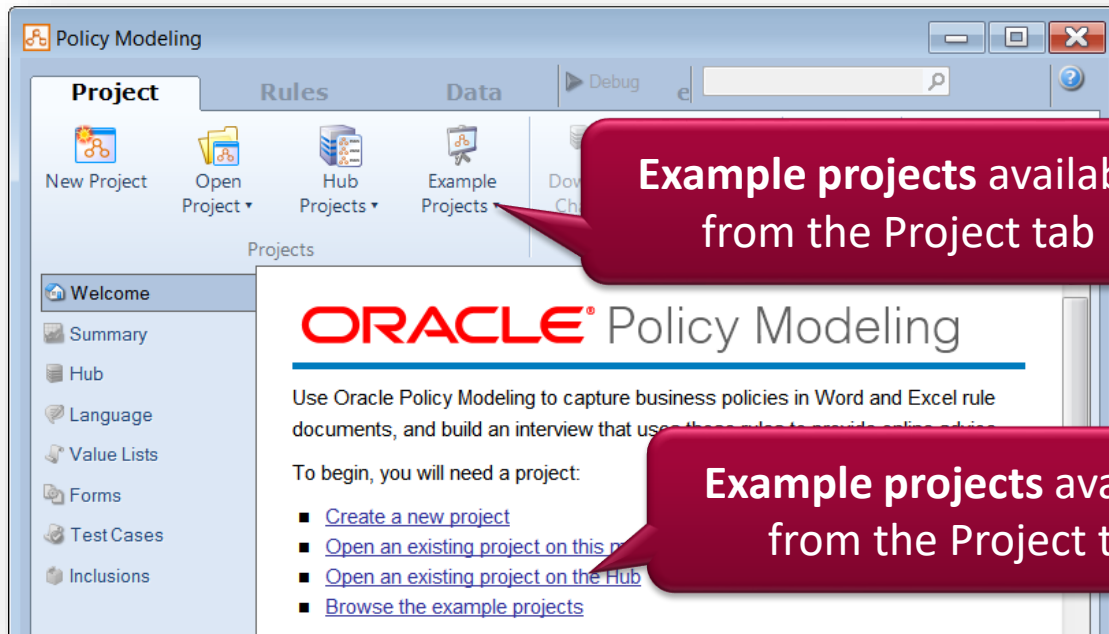 Policy Modeling
Project Rules Data Debug e
New Project Open Project Hub Projects Example Projects
Example projects
from the Project tab
Projects
Welcome
Summary
Hub
Language
Value Lists
Forms
Test Cases
Inclusions
ORACLE® Policy Modeling
Use Oracle Policy Modeling to capture business policies in Word and Excel rule
documents, and build an interview that
To begin, you will need a project:
Create a new project
Open an existing project on this
Open an existing project on the Hub
Browse the example projects
Example projects
from the Project